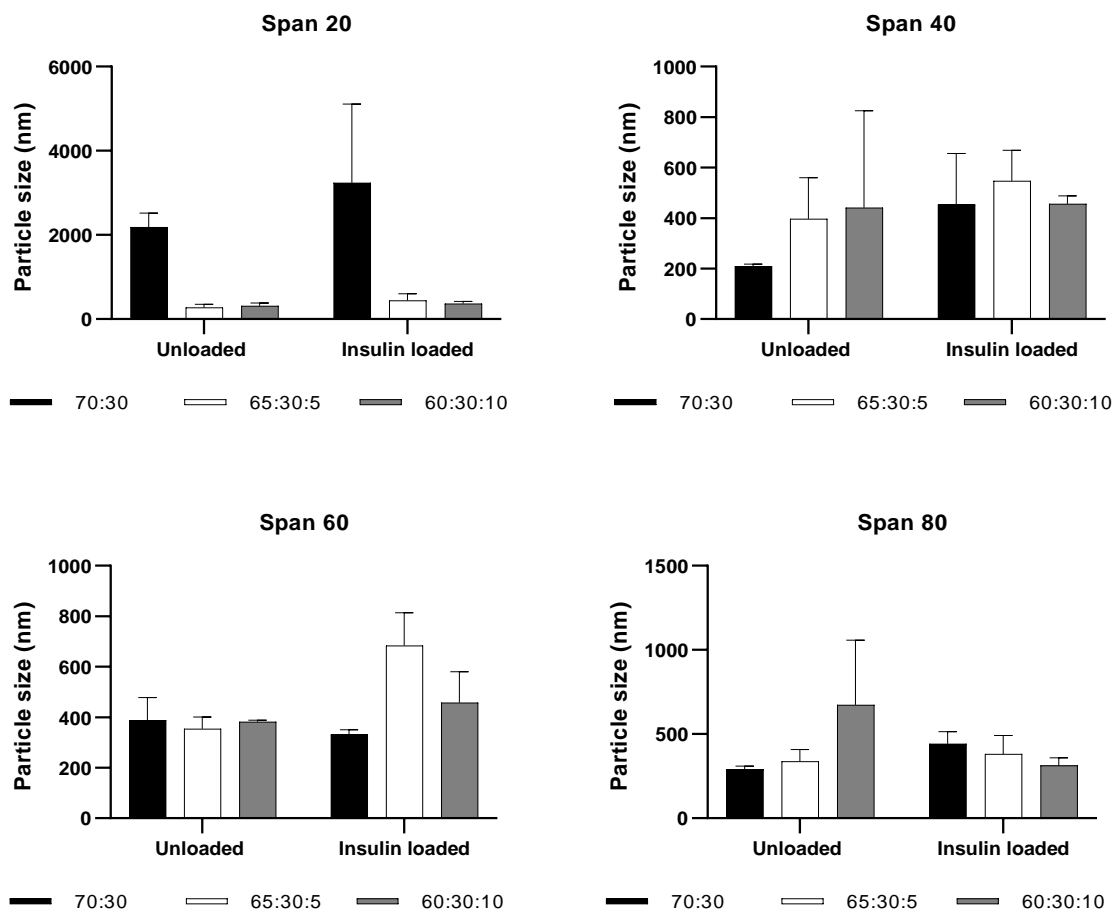 Span 20
Particle size (nm)
6000
4000
2000
0
Unloaded Insulin loaded
70:30 65:30:5 60:30:10
Span 40
Particle size (nm)
1000
800
600
400
200
0
Unloaded Insulin loaded
70:30 65:30:5 60:30:10
Span 60
Particle size (nm)
1000
800
600
400
200
0
Unloaded Insulin loaded
70:30 65:30:5 60:30:10
Span 80
Particle size (nm)
1500
1000
500
0
Unloaded Insulin loaded
70:30 65:30:5 60:30:10